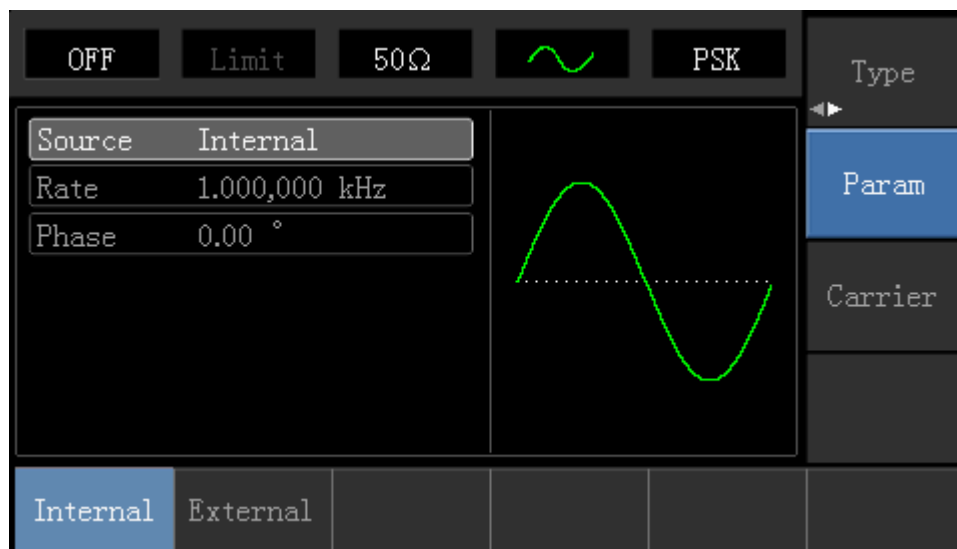 OFF Limit 50Ω PSK
Type
Source Internal
Rate 1.000,000 kHz
Phase 0.00 °
Param
Carrier
Internal External